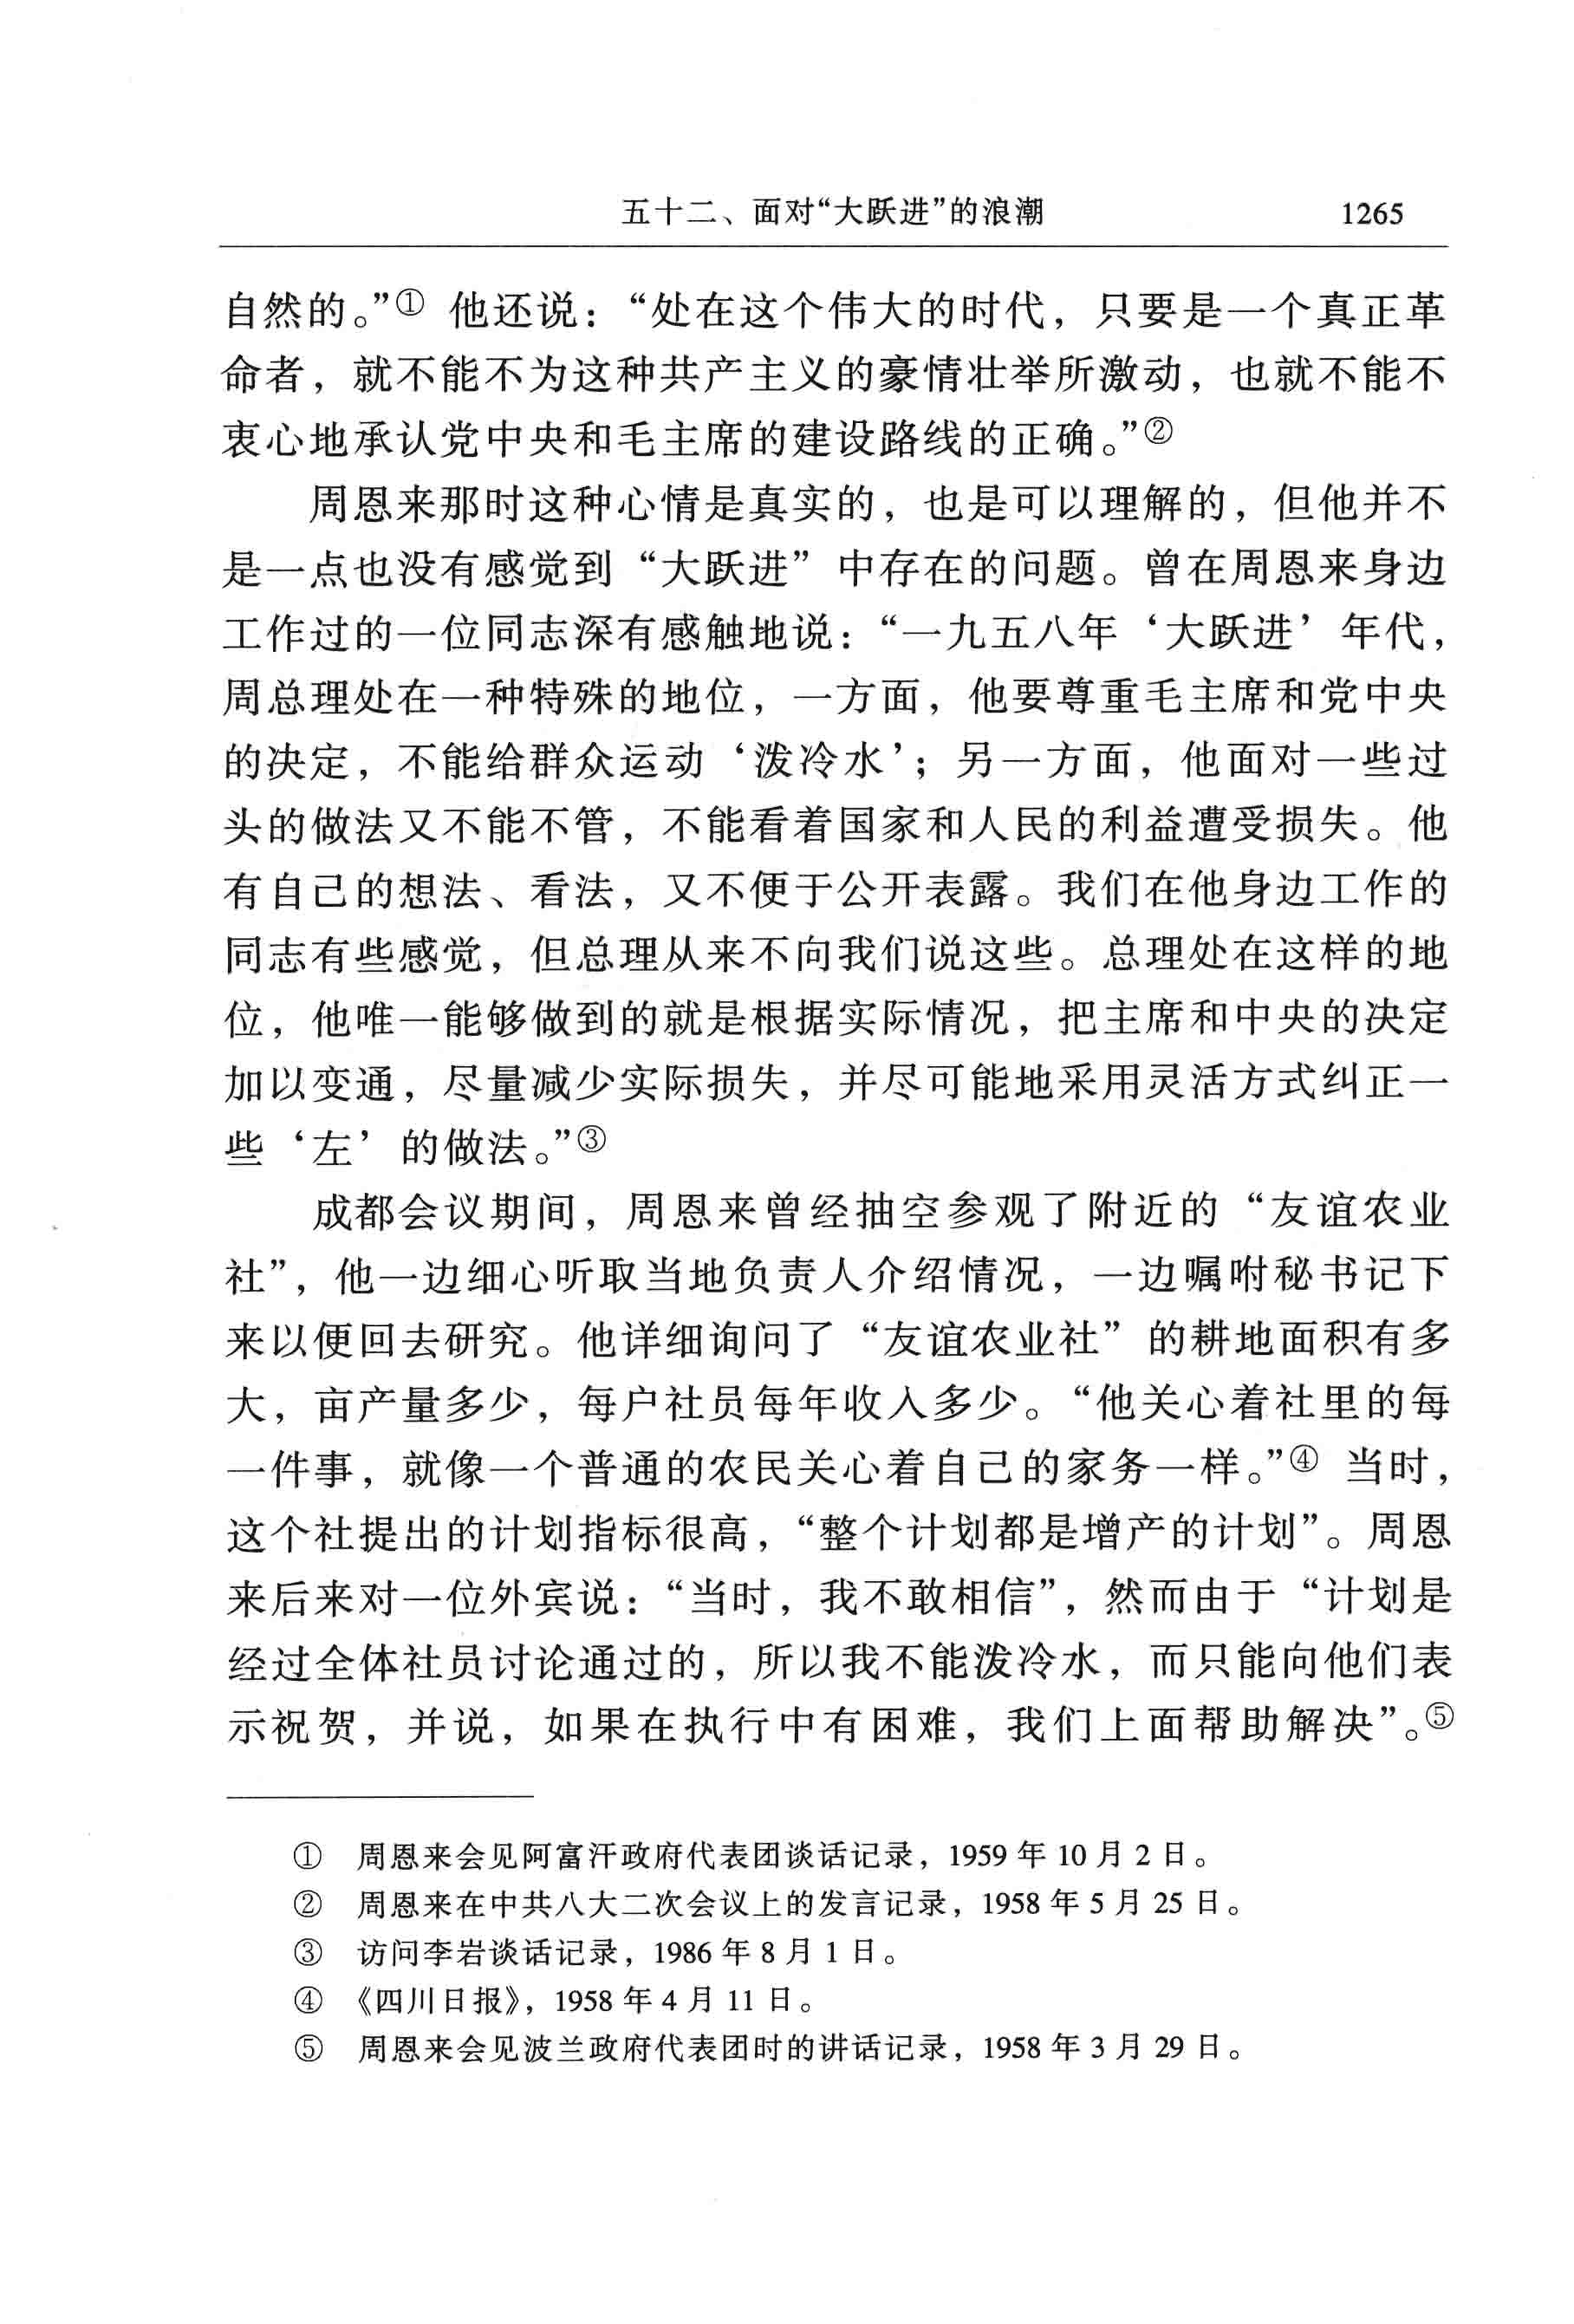 五十二、面对“大跃进”的浪潮 1265
自然的。”① 他还说：“处在这个伟大的时代，只要是一个真正革
命者，就不能不为这种共产主义的豪情壮举所激动，也就不能不
衷心地承认党中央和毛主席的建设路线的正确。”②
周恩来那时这种心情是真实的，也是可以理解的，但他并不
是一点也没有感觉到“大跃进”中存在的问题。曾在周恩来身边
工作过的一位同志深有感触地说：“一九五八年‘大跃进’年代，
周总理处在一种特殊的地位，一方面，他要尊重毛主席和党中央
的决定，不能给群众运动‘泼冷水’；另一方面，他面对一些过
头的做法又不能不管，不能看着国家和人民的利益遭受损失。他
有自己的想法、看法，又不便于公开表露。我们在他身边工作的
同志有些感觉，但总理从来不向我们说这些。总理处在这样的地
位，他唯一能够做到的就是根据实际情况，把主席和中央的决定
加以变通，尽量减少实际损失，并尽可能地采用灵活方式纠正一
些‘左’的做法。”③
成都会议期间，周恩来曾经抽空参观了附近的“友谊农业
社”，他一边细心听取当地负责人介绍情况，一边嘱咐秘书记下
来以便回去研究。他详细询问了“友谊农业社”的耕地面积有多
大，亩产量多少，每户社员每年收入多少。“他关心着社里的每
一件事，就像一个普通的农民关心着自己的家务一样。”④ 当时，
这个社提出的计划指标很高，“整个计划都是增产的计划”。周恩
来后来对一位外宾说：“当时，我不敢相信”，然而由于“计划是
经过全体社员讨论通过的，所以我不能泼冷水，而只能向他们表
示祝贺，并说，如果在执行中有困难，我们上面帮助解决”。⑤
① 周恩来会见阿富汗政府代表团谈话记录，1959 年 10 月 2 日。
② 周恩来在中共八大二次会议上的发言记录，1958 年 5 月 25 日。
③ 访问李岩谈话记录，1986 年 8 月 1 日。
④ 《四川日报》，1958 年 4 月 11 日。
⑤ 周恩来会见波兰政府代表团时的讲话记录，1958 年 3 月 29 日。